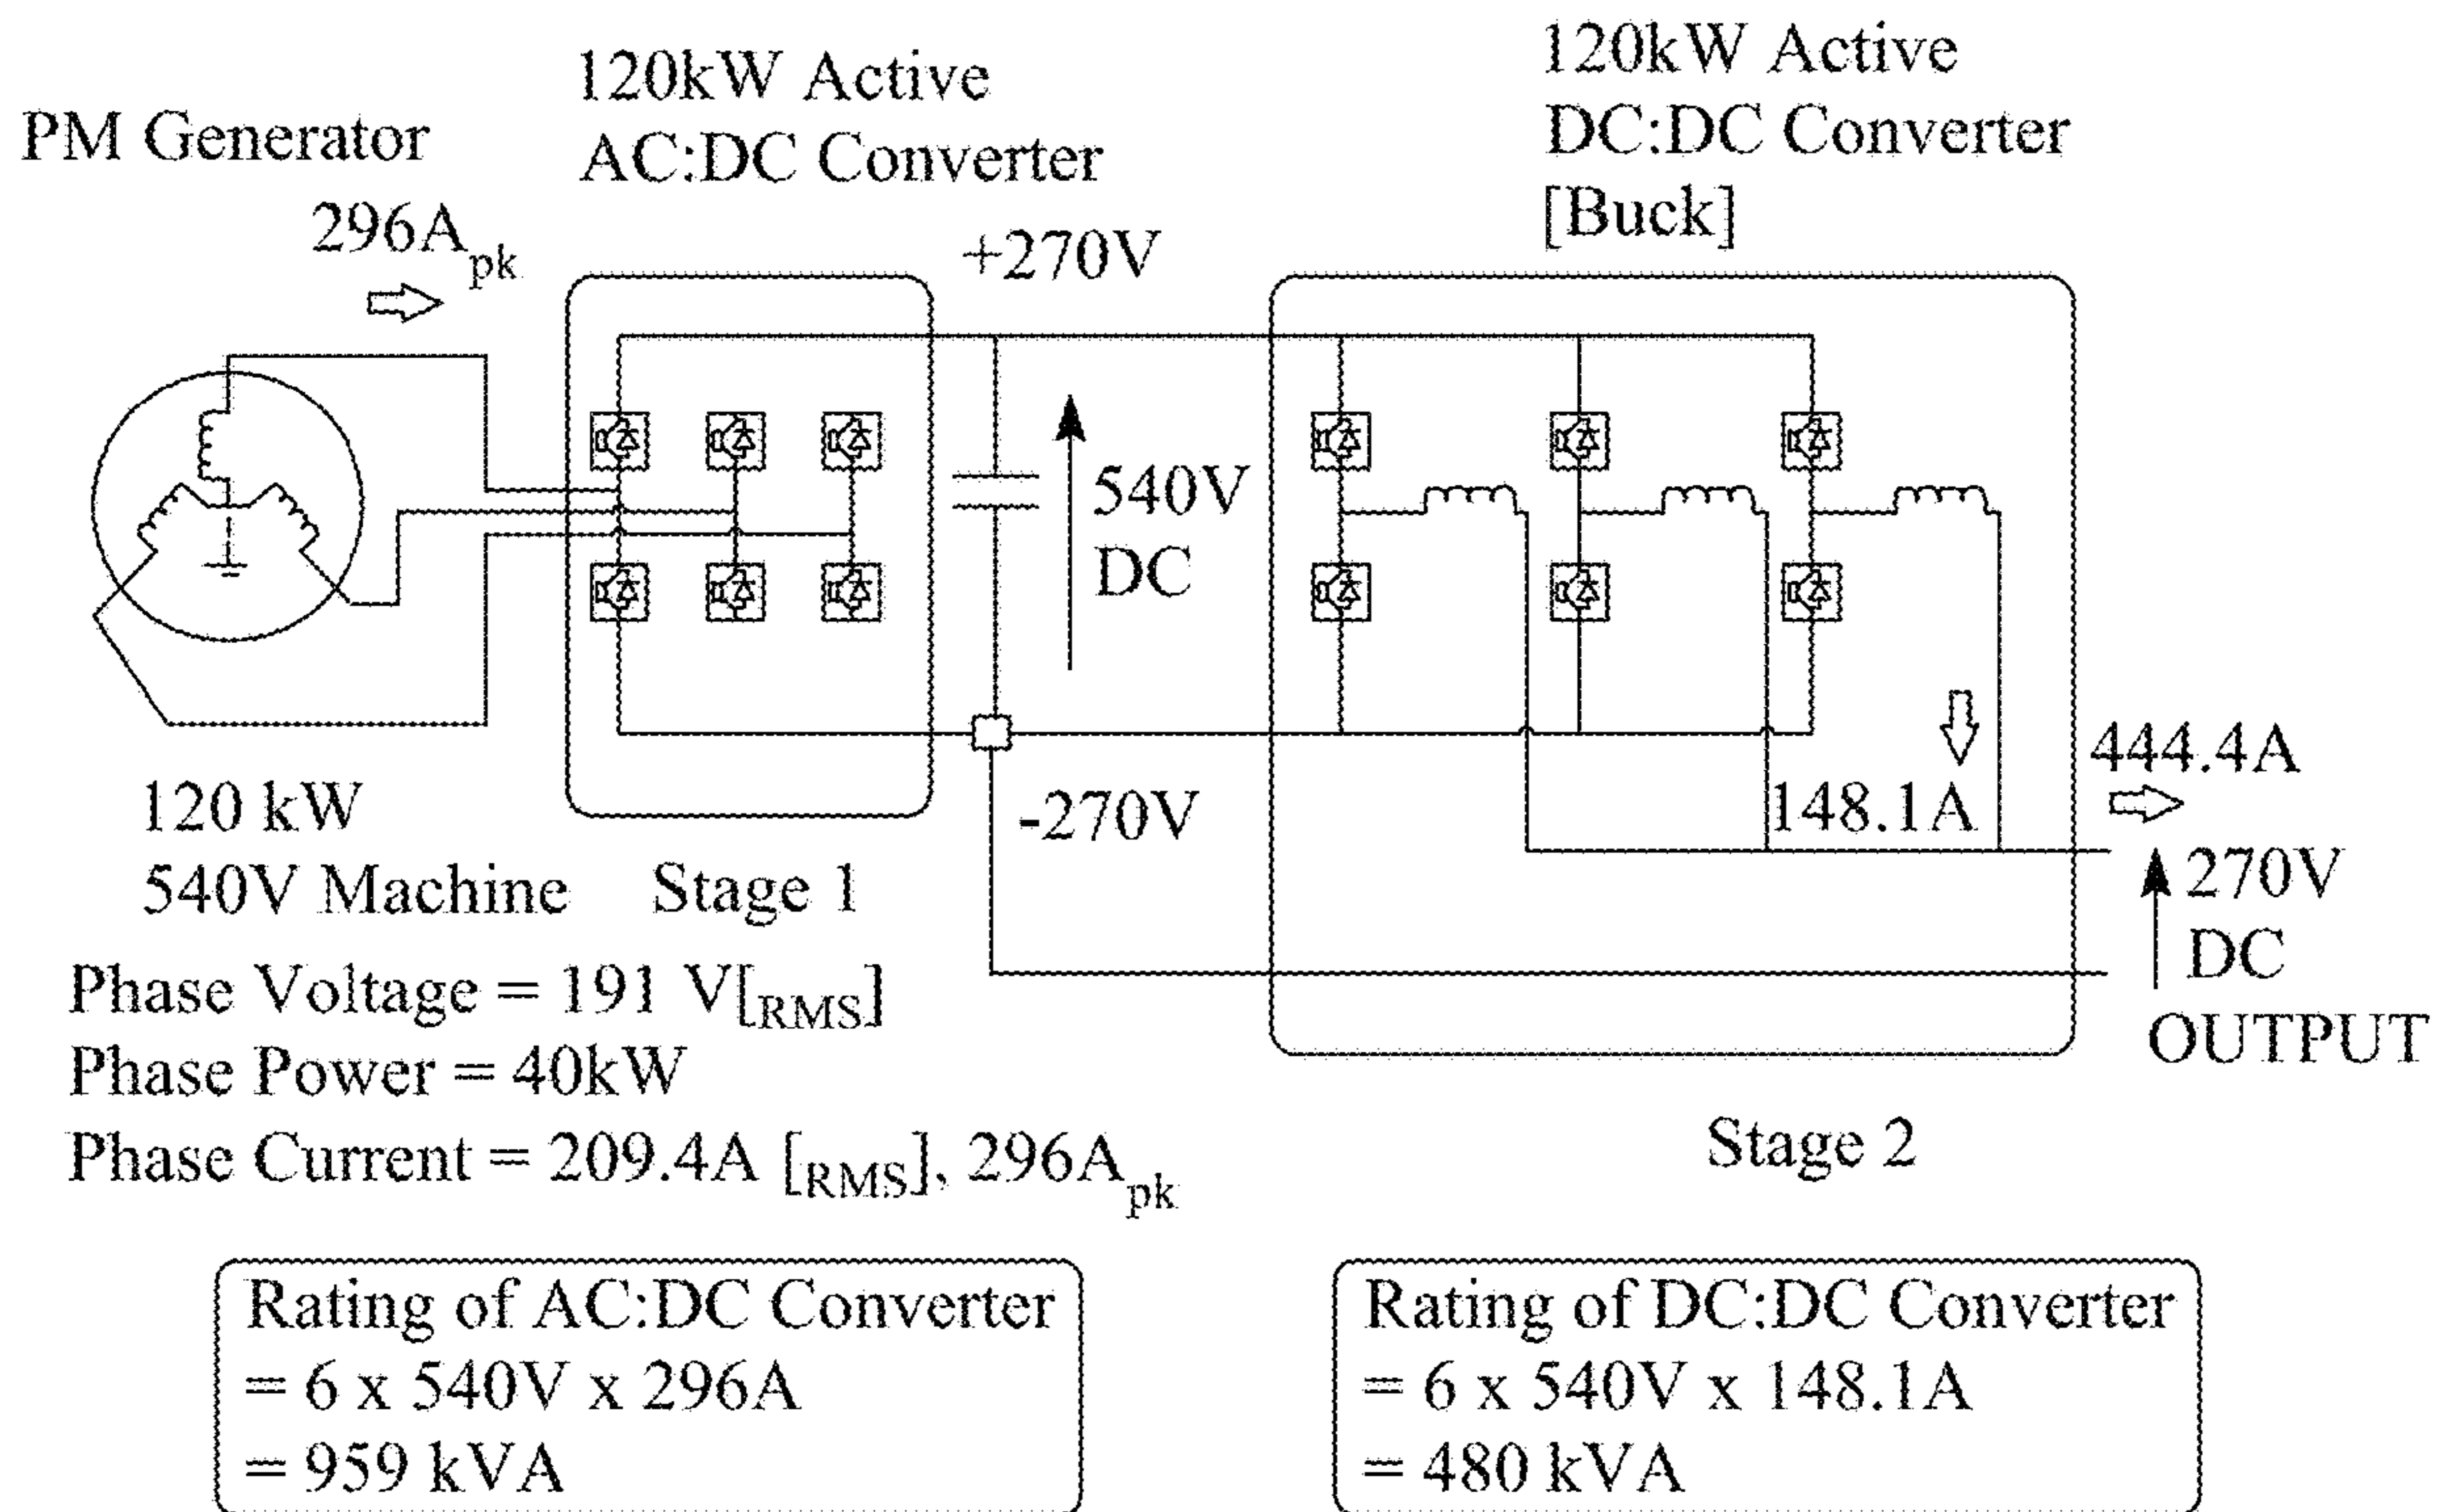 PM Generator
296A_pk
120kW Active
AC:DC Converter
+270V
120kW Active
DC:DC Converter
[Buck]
540V
DC
-270V
148.1A
444.4A
270V
DC
OUTPUT
120 kW
540V Machine
Stage 1
Phase Voltage = 191 V[RMS]
Phase Power = 40kW
Phase Current = 209.4A [RMS], 296A_pk
Stage 2
Rating of AC:DC Converter
= 6 x 540V x 296A
= 959 kVA
Rating of DC:DC Converter
= 6 x 540V x 148.1A
= 480 kVA